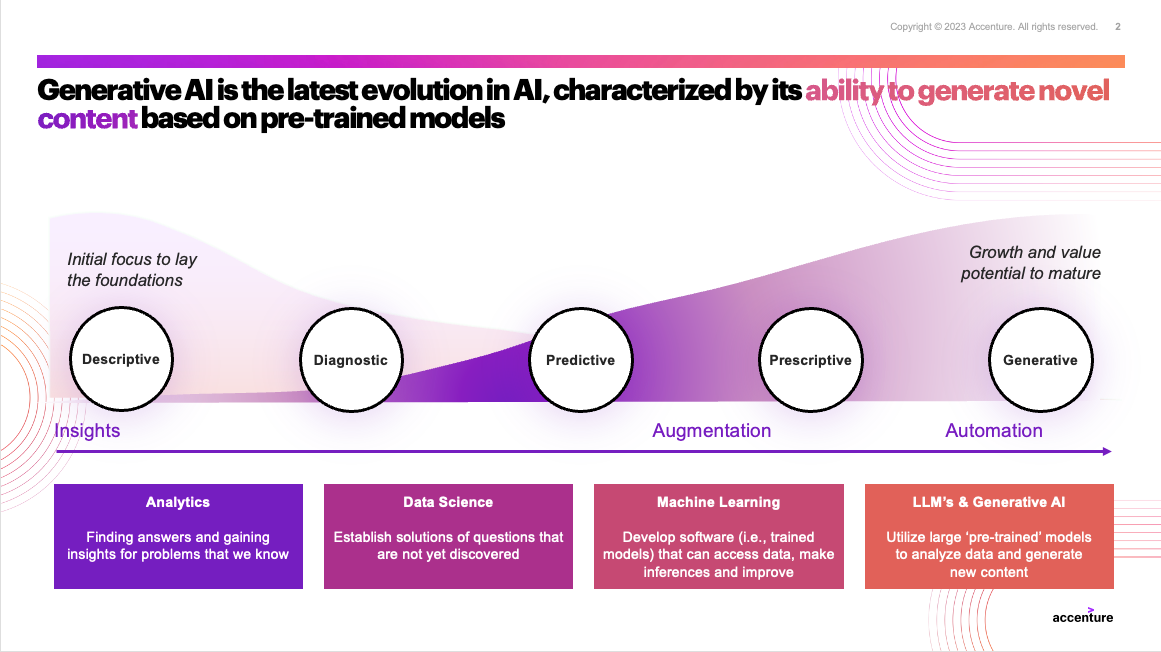 Copyright © 2023 Accenture. All rights reserved. 2
Generative AI is the latest evolution in AI, characterized by its ability to generate novel
content based on pre-trained models
Initial focus to lay
the foundations
Growth and value
potential to mature
Descriptive
Diagnostic
Predictive
Prescriptive
Generative
Insights
Augmentation
Automation
Analytics
Finding answers and gaining
insights for problems that we know
Data Science
Establish solutions of questions that
are not yet discovered
Machine Learning
Develop software (i.e., trained
models) that can access data, make
inferences and improve
LLM’s & Generative AI
Utilize large ‘pre-trained’ models
to analyze data and generate
new content
accenture